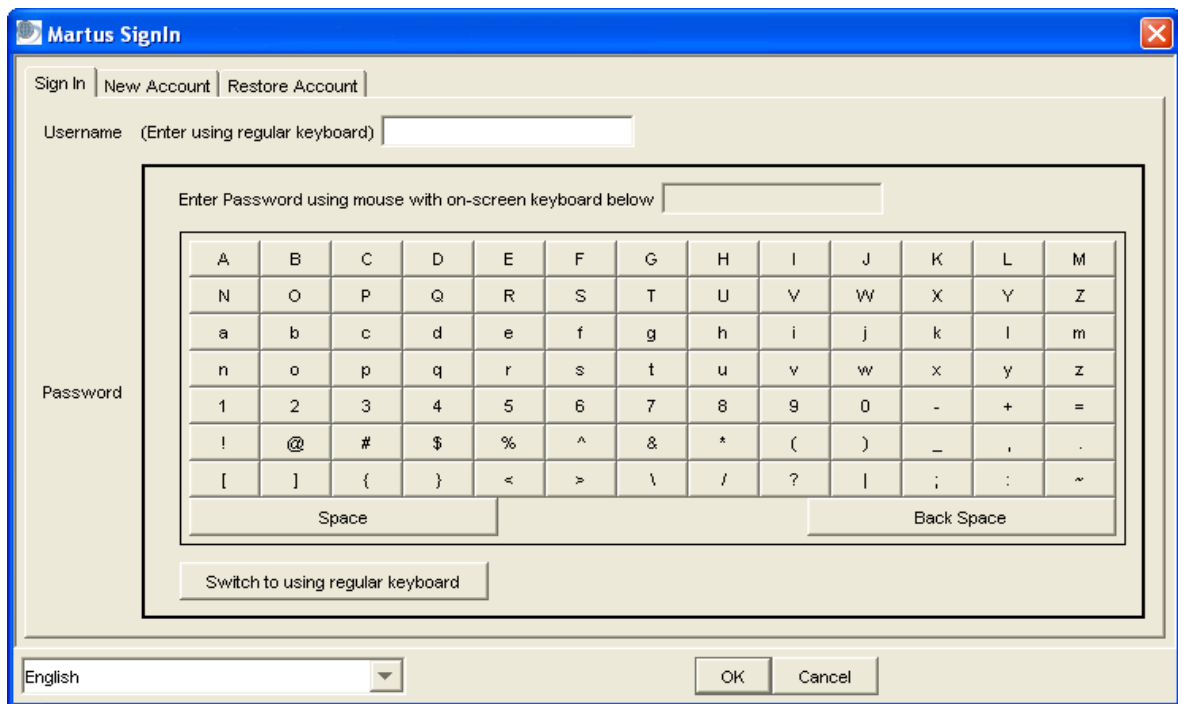 Martus SignIn
Sign In New Account Restore Account
Username (Enter using regular keyboard)
Enter Password using mouse with on-screen keyboard below
A B C D E F G H I J K L M
N O P Q R S T U V W X Y Z
a b c d e f g h i j k l m
Password
n o p q r s t u v w x y z
1 2 3 4 5 6 7 8 9 0 - + =
! @ # $ % ^ & * ( ) _ , .
[ ] { } < > \ / ? | ; : ~
Space Back Space
Switch to using regular keyboard
English OK Cancel